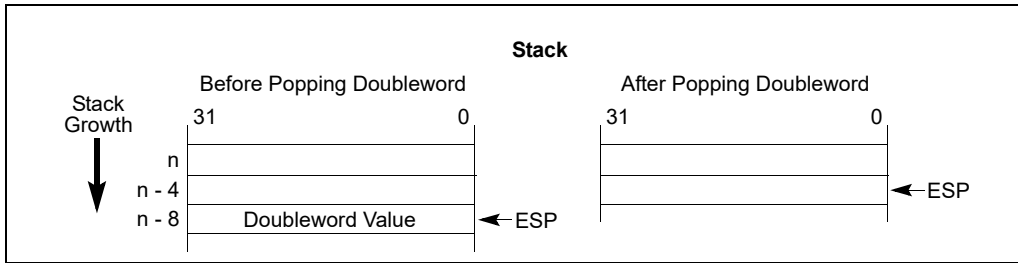 Stack
Before Popping Doubleword
After Popping Doubleword
Stack
Growth
31 0
31 0
n
n - 4
ESP
n - 8 Doubleword Value ESP